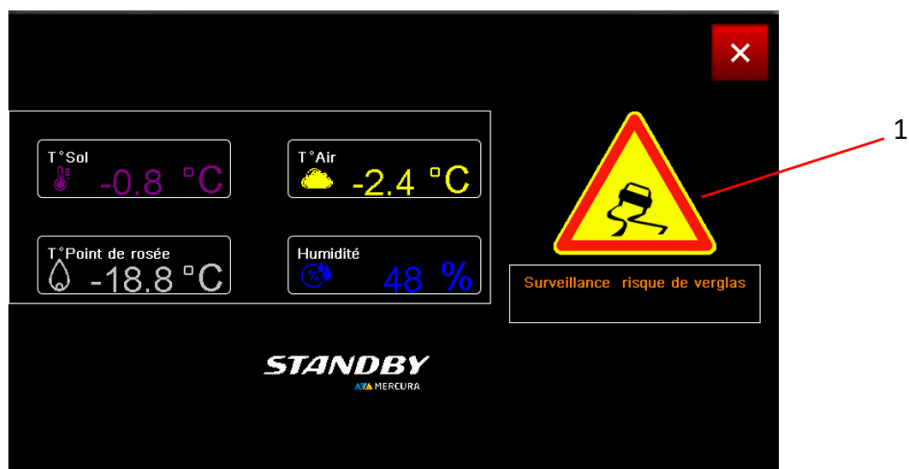 T°Sol
-0.8 °C
T°Air
-2.4 °C
T°Point de rosée
-18.8 °C
Humidité
%
48 %
Surveillance risque de verglas
STANDBY
MERCURA
1